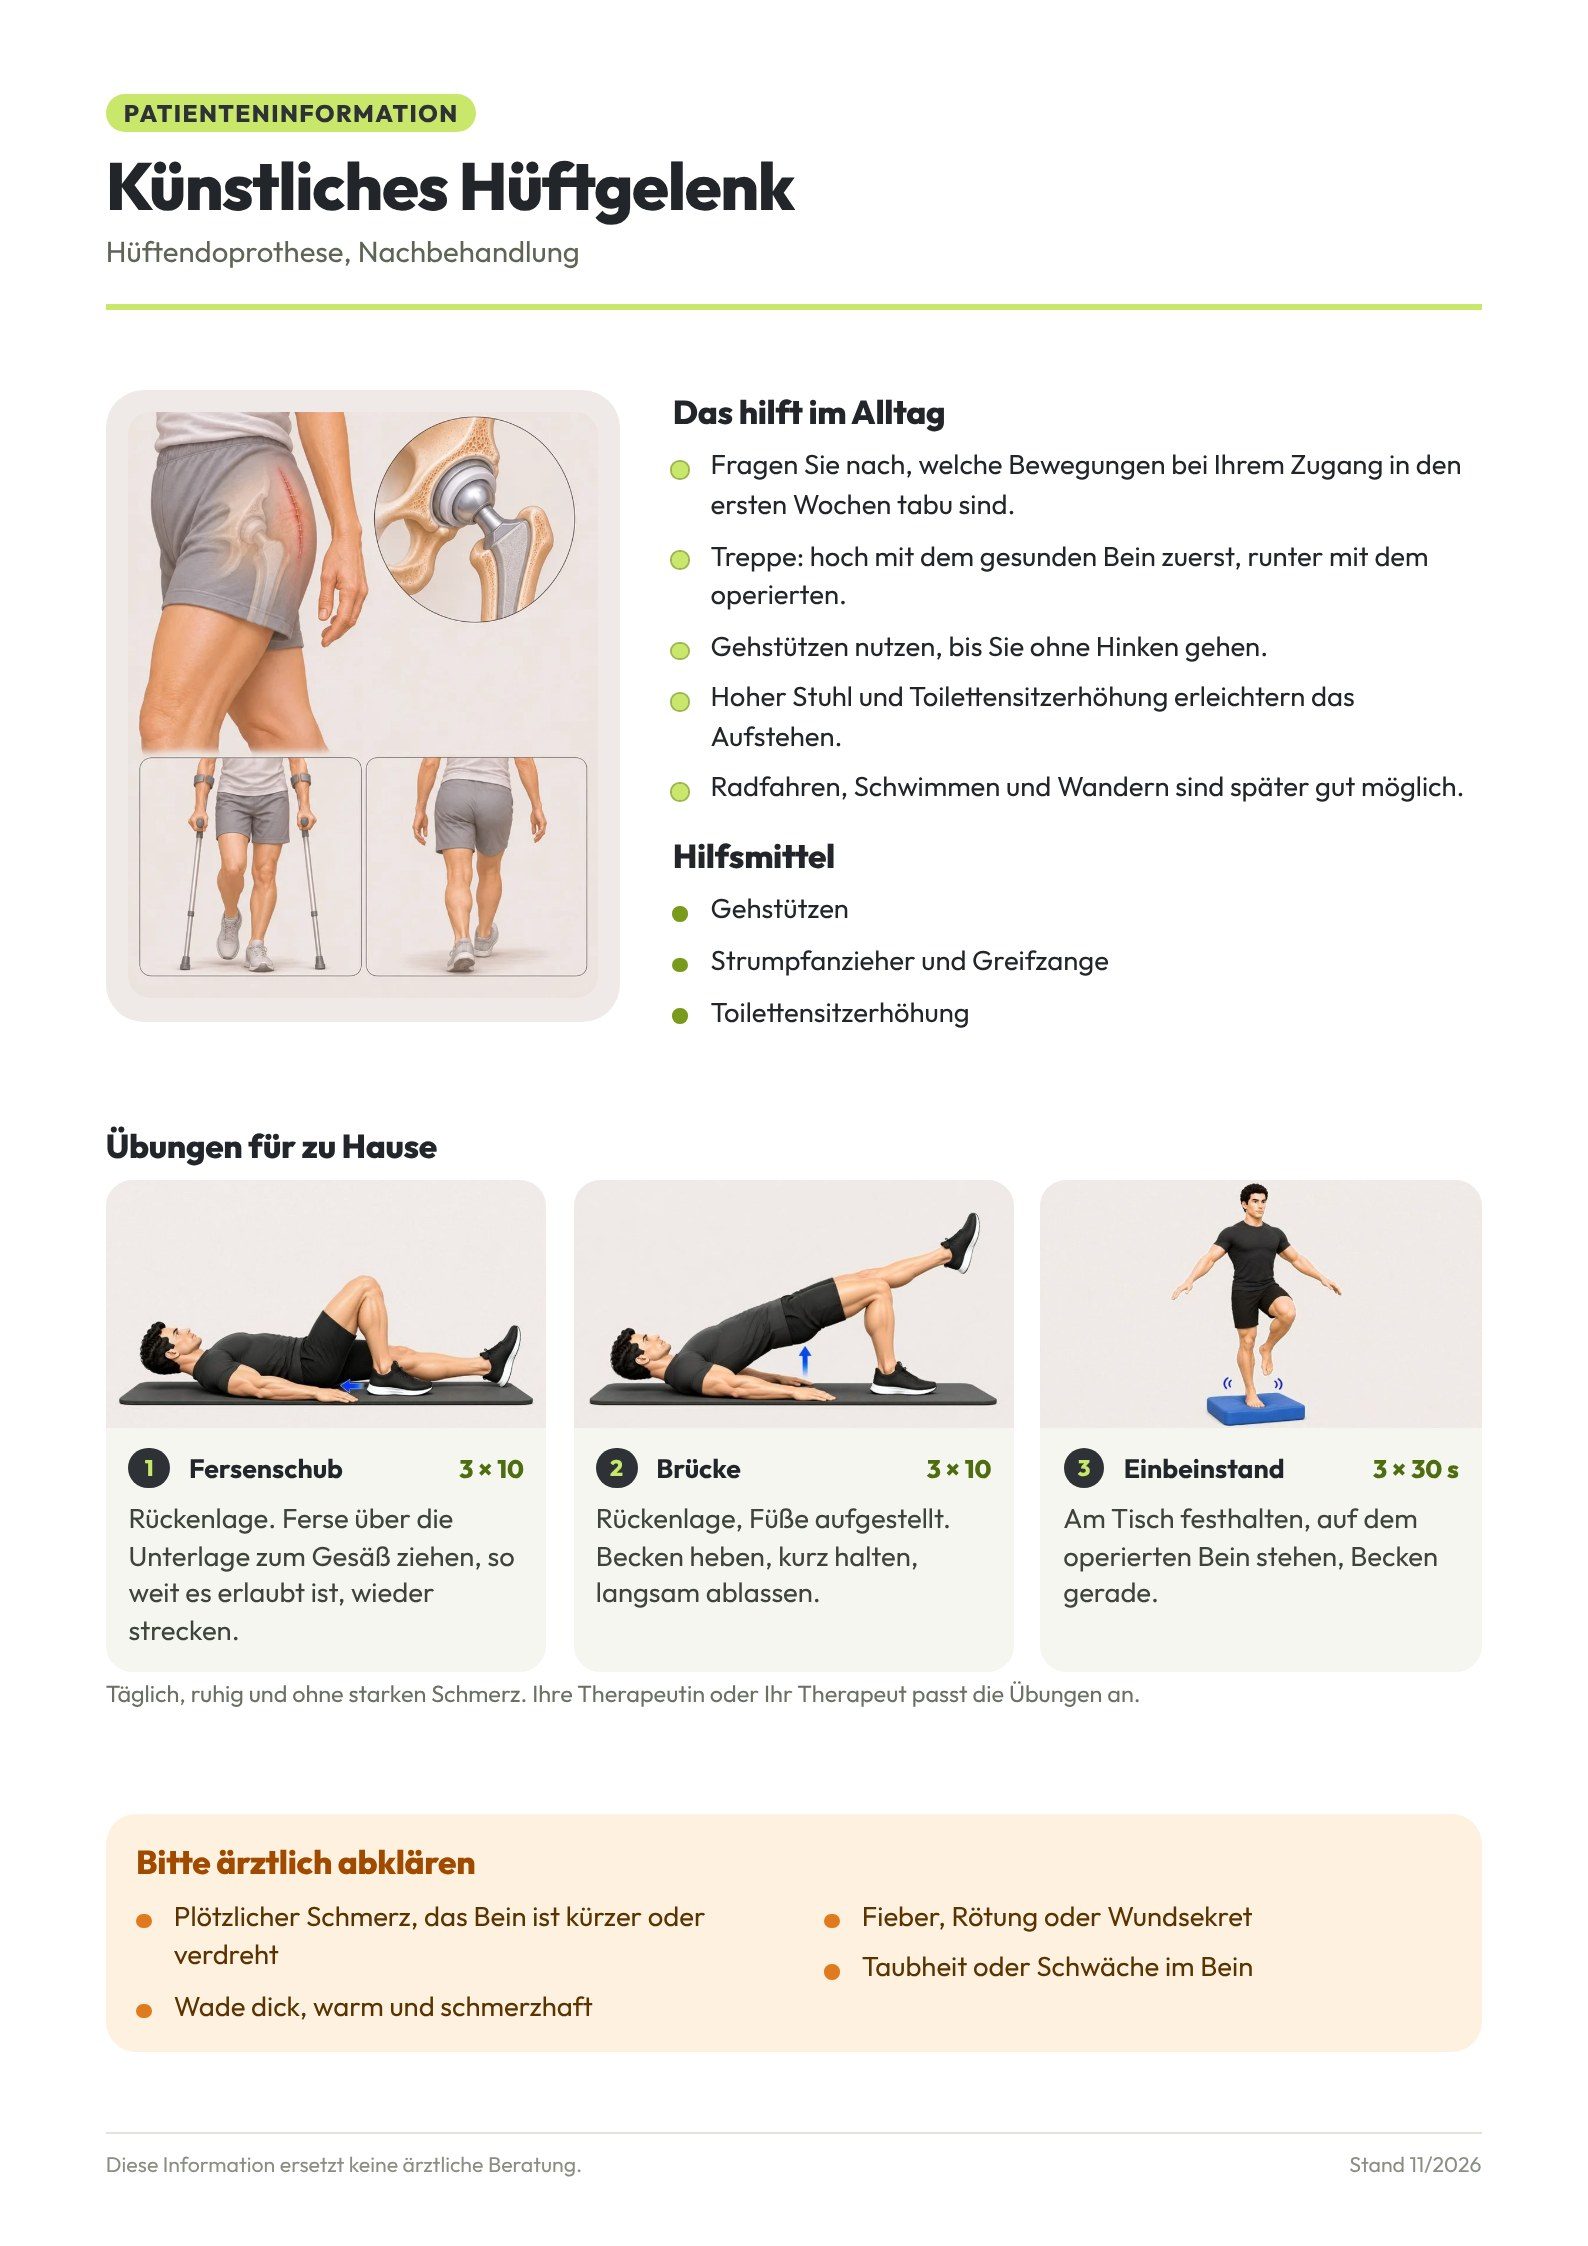 PATIENTENINFORMATION
Künstliches Hüftgelenk
Hüftendoprothese, Nachbehandlung
Das hilft im Alltag
Fragen Sie nach, welche Bewegungen bei Ihrem Zugang in den
ersten Wochen tabu sind.
Treppe: hoch mit dem gesunden Bein zuerst, runter mit dem
operierten.
Gehstützen nutzen, bis Sie ohne Hinken gehen.
Hoher Stuhl und Toilettensitzerhöhung erleichtern das
Aufstehen.
Radfahren, Schwimmen und Wandern sind später gut möglich.
Hilfsmittel
Gehstützen
Strumpfanzieher und Greifzange
Toilettensitzerhöhung
Übungen für zu Hause
1 Fersenschub 3 × 10
Rückenlage. Ferse über die
Unterlage zum Gesäß ziehen, so
weit es erlaubt ist, wieder
strecken.
2 Brücke 3 × 10
Rückenlage, Füße aufgestellt.
Becken heben, kurz halten,
langsam ablassen.
3 Einbeinstand 3 × 30 s
Am Tisch festhalten, auf dem
operierten Bein stehen, Becken
gerade.
Täglich, ruhig und ohne starken Schmerz. Ihre Therapeutin oder Ihr Therapeut passt die Übungen an.
Bitte ärztlich abklären
Plötzlicher Schmerz, das Bein ist kürzer oder
verdreht
Wade dick, warm und schmerzhaft
Fieber, Rötung oder Wundsekret
Taubheit oder Schwäche im Bein
Diese Information ersetzt keine ärztliche Beratung.
Stand 11/2026